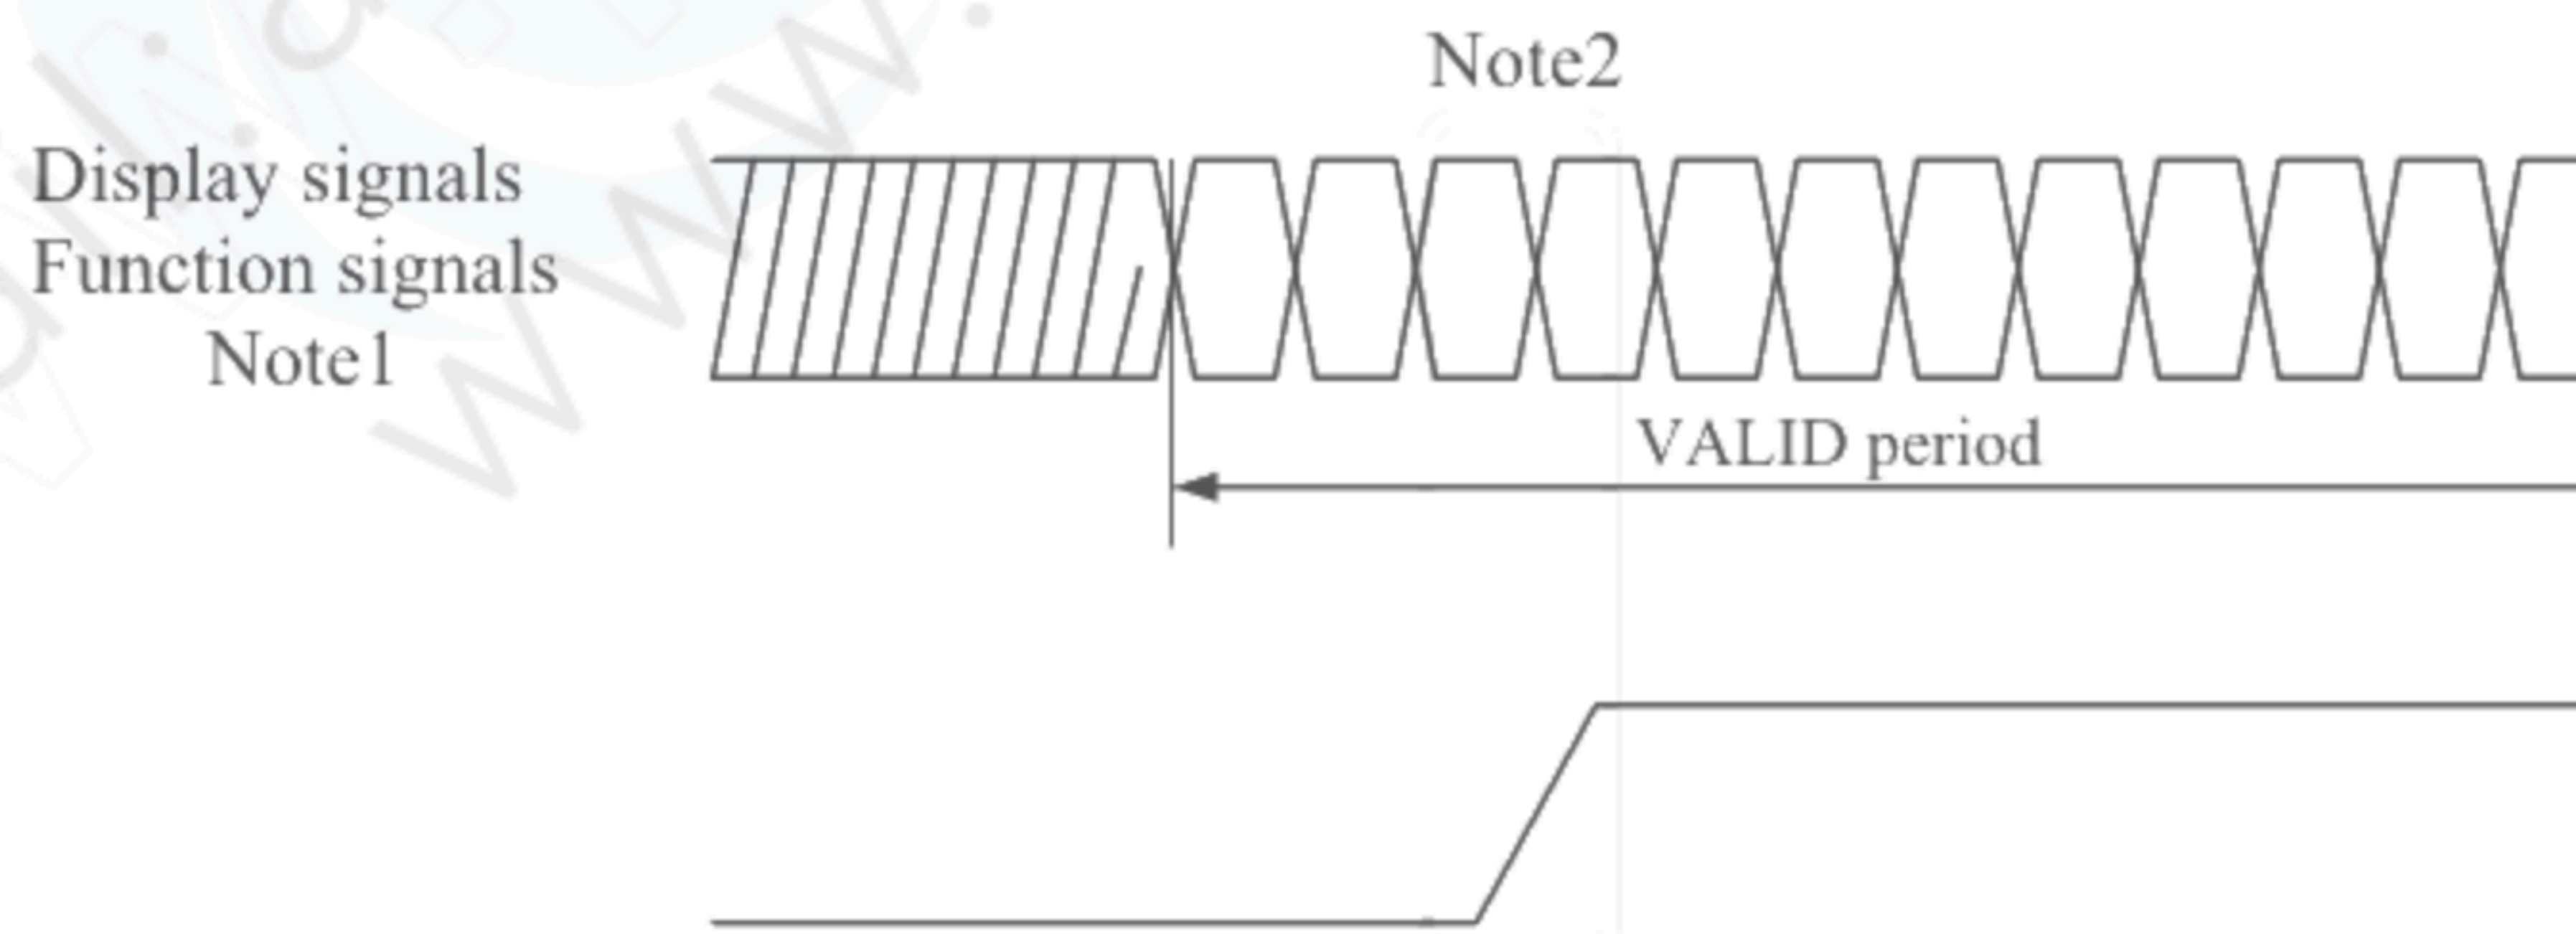 Note2
Display signals
Function signals
Note1
VALID period